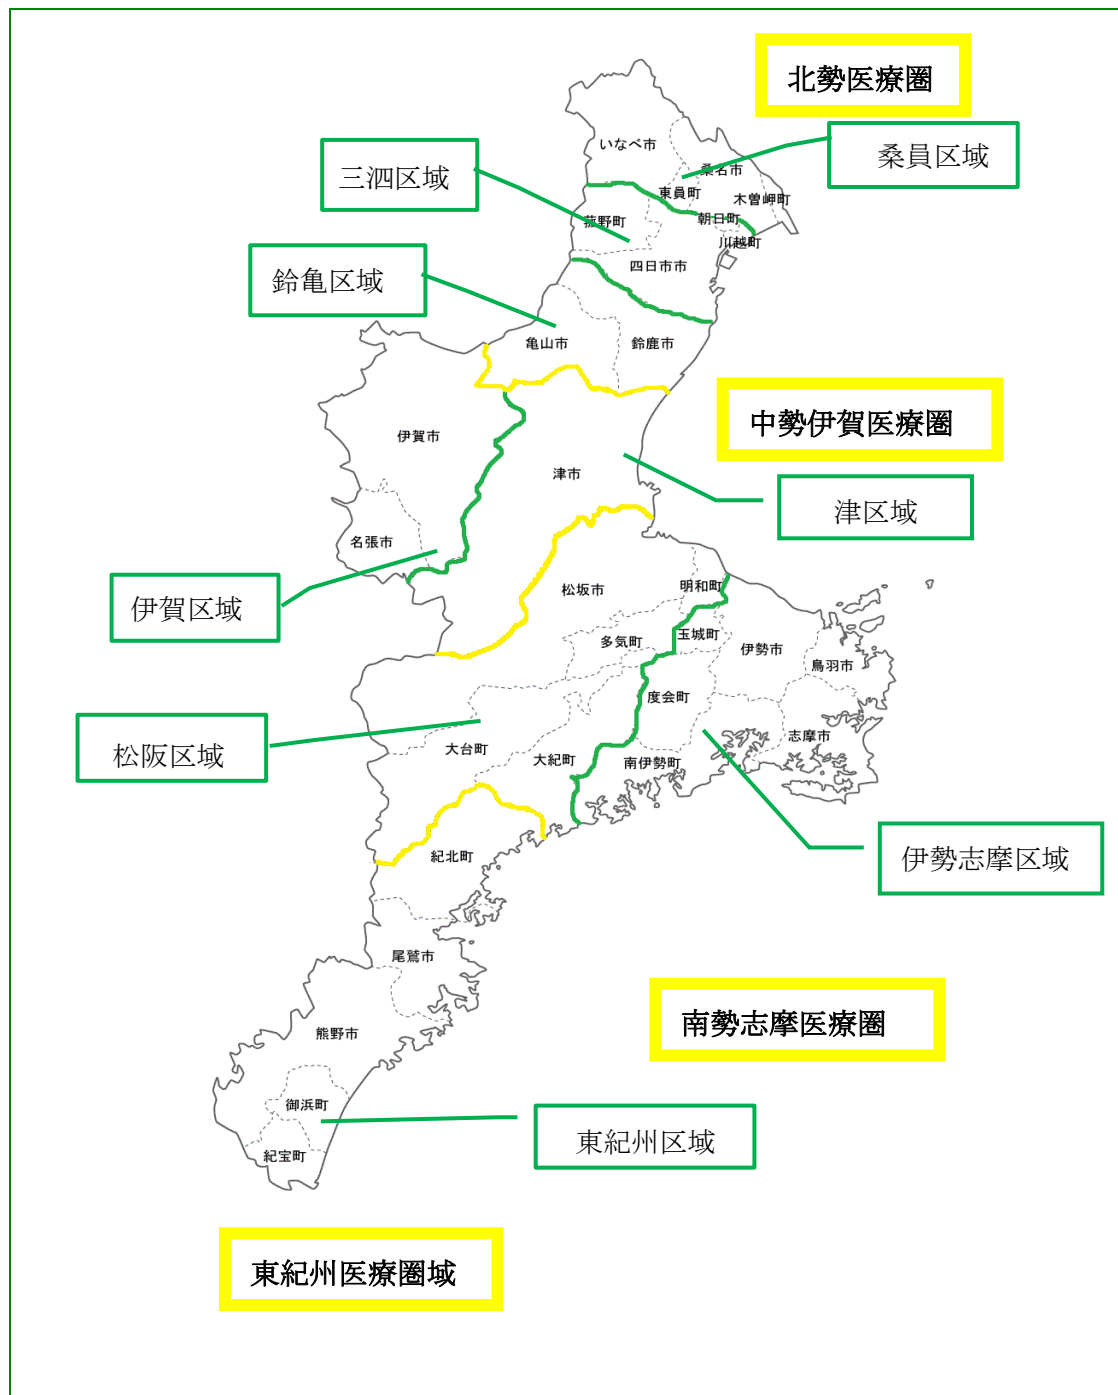 北勢医療圏
桑員区域
いなべ市
三泗区域
桑名市
東員町
木曽岬町
菰野町
朝日町
川越町
四日市市
鈴亀区域
亀山市
鈴鹿市
中勢伊賀医療圏
伊賀市
津市
津区域
名張市
伊賀区域
松坂市
明和町
多気町
玉城町
伊勢市
鳥羽市
度会町
松阪区域
大台町
大紀町
南伊勢町
志摩市
紀北町
伊勢志摩区域
尾鷲市
南勢志摩医療圏
熊野市
御浜町
東紀州区域
紀宝町
東紀州医療圏域